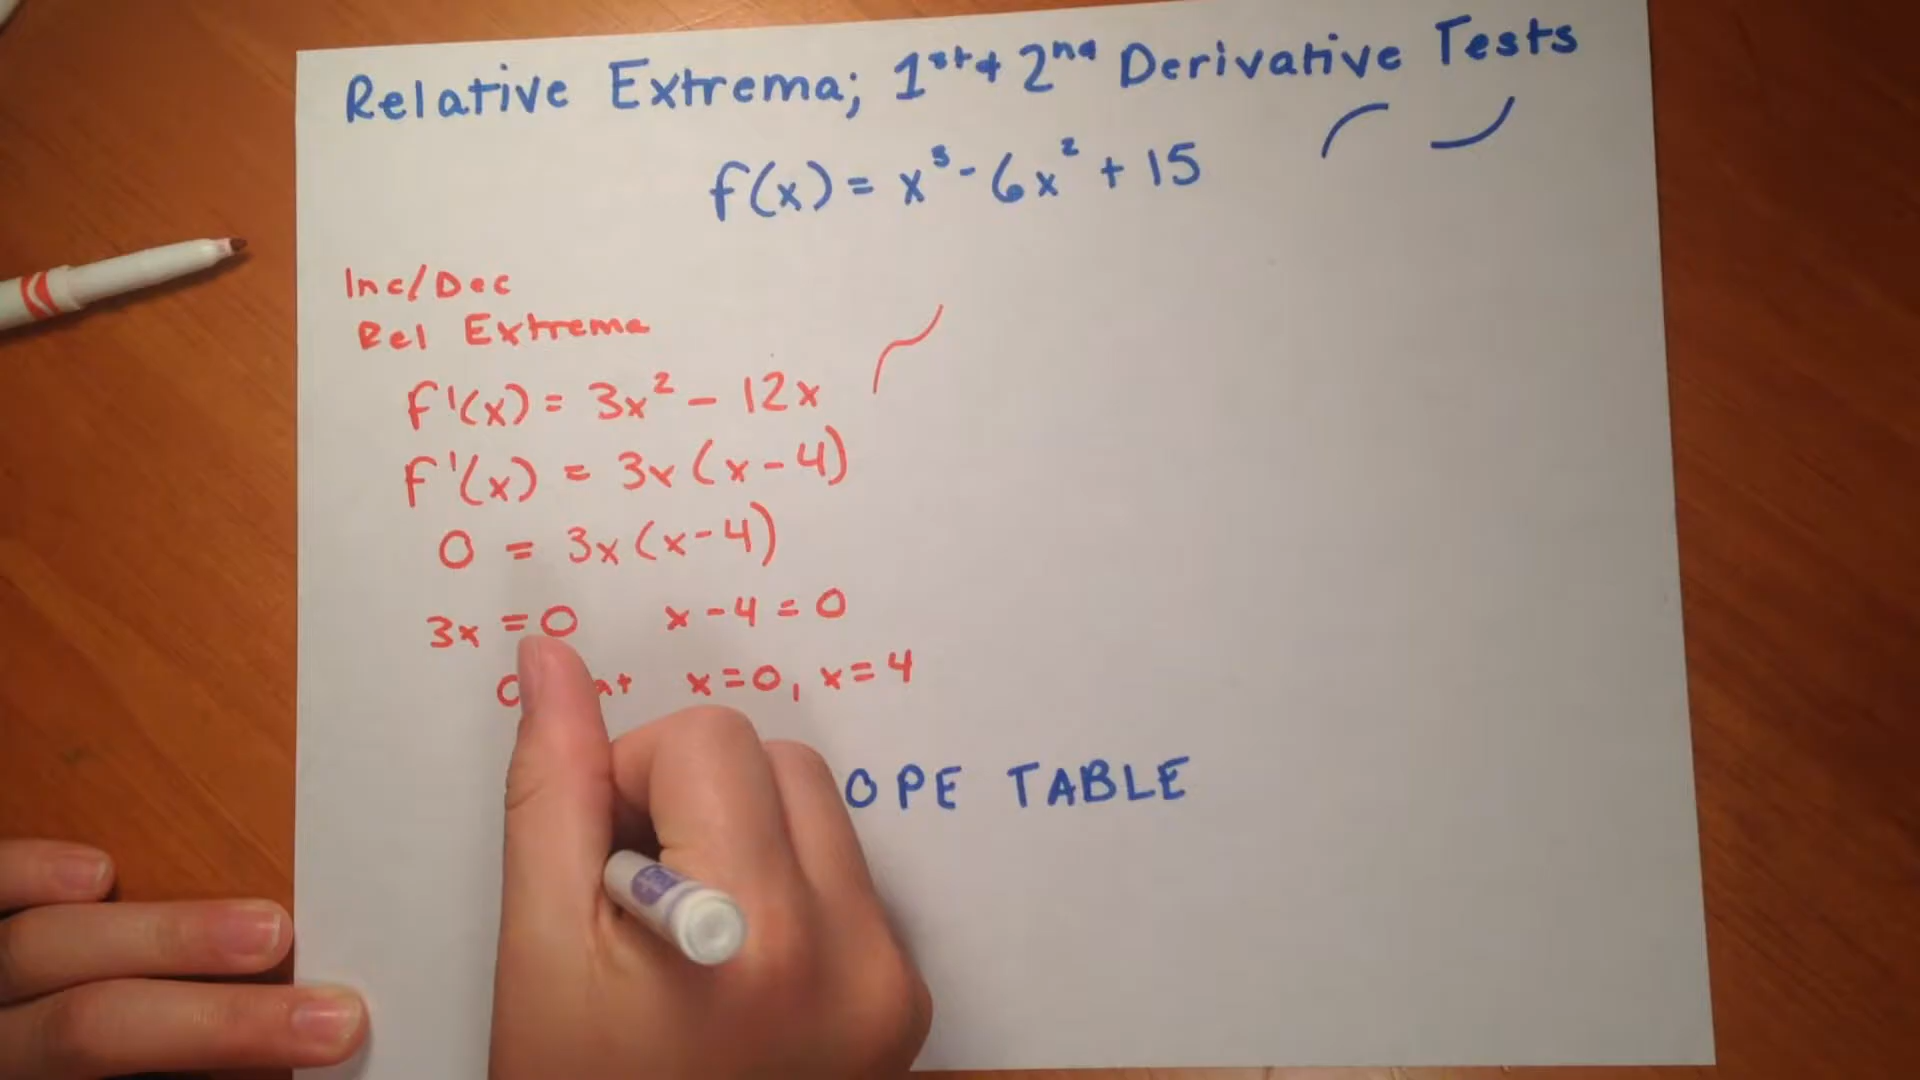 Relative Extrema; 1st + 2nd Derivative Tests
f(x) = x³ - 6x² + 15
Inc/Dec
Rel Extrema
f'(x) = 3x² - 12x
f'(x) = 3x(x-4)
0 = 3x(x-4)
3x = 0 x - 4 = 0
x=0, x=4
OPE TABLE